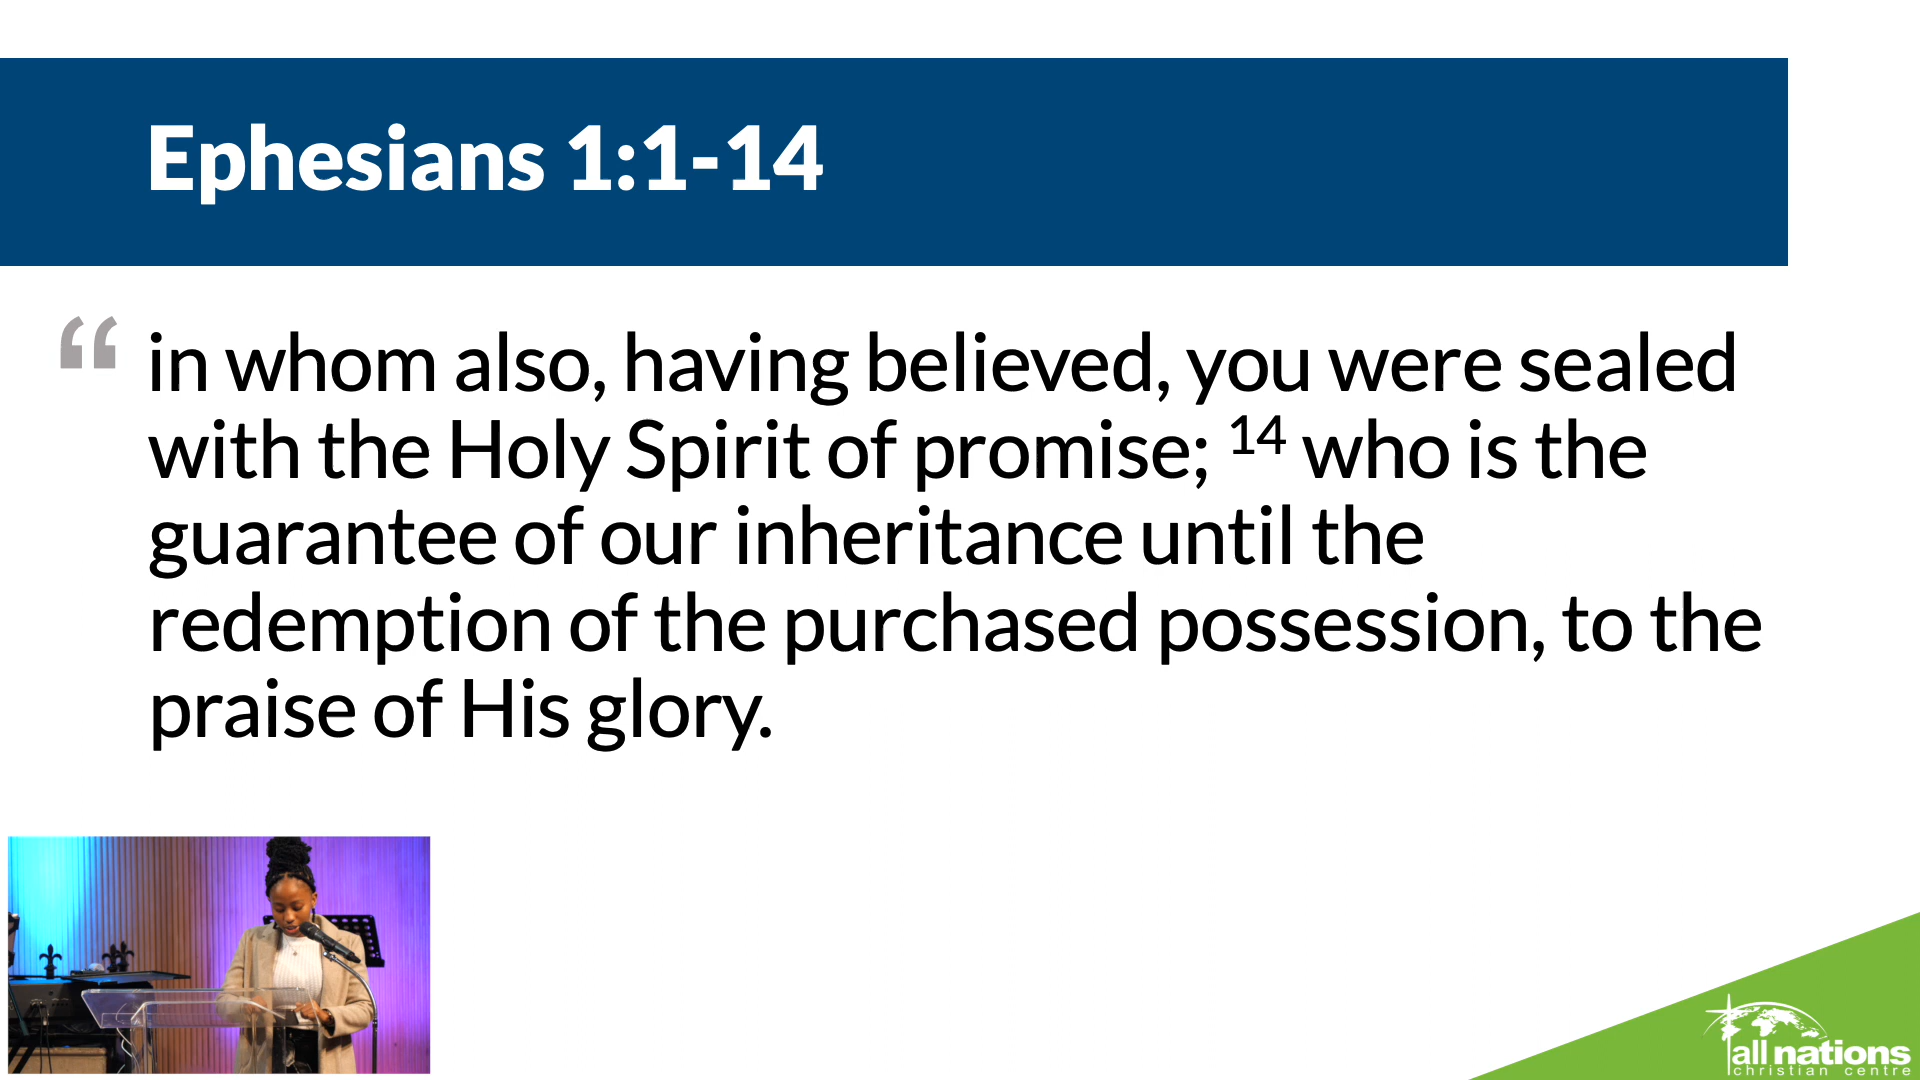 Ephesians 1:1-14
“ in whom also, having believed, you were sealed
with the Holy Spirit of promise; 14 who is the
guarantee of our inheritance until the
redemption of the purchased possession, to the
praise of His glory.
all nations
christian centre